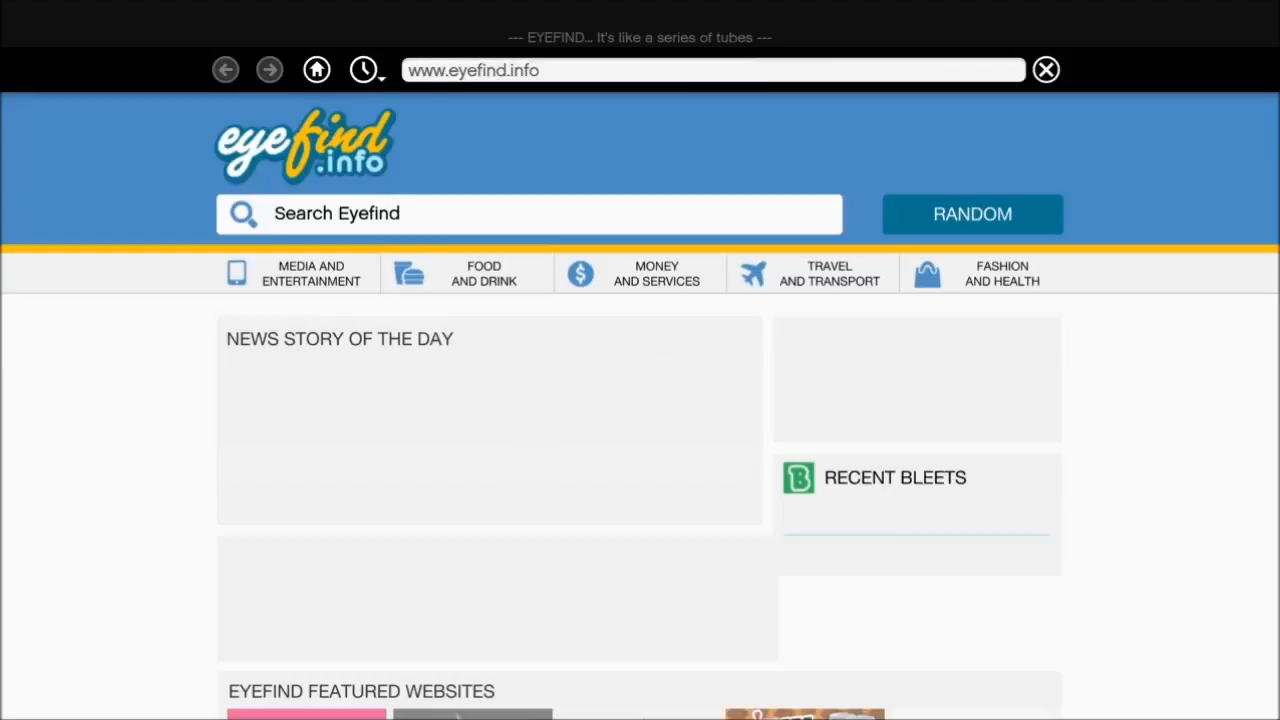 --- EYEFIND... It's like a series of tubes ---
www.eyefind.info
eyefind
.info
Search Eyefind
RANDOM
MEDIA AND
ENTERTAINMENT
FOOD
AND DRINK
MONEY
AND SERVICES
TRAVEL
AND TRANSPORT
FASHION
AND HEALTH
NEWS STORY OF THE DAY
B RECENT BLEETS
EYEFIND FEATURED WEBSITES